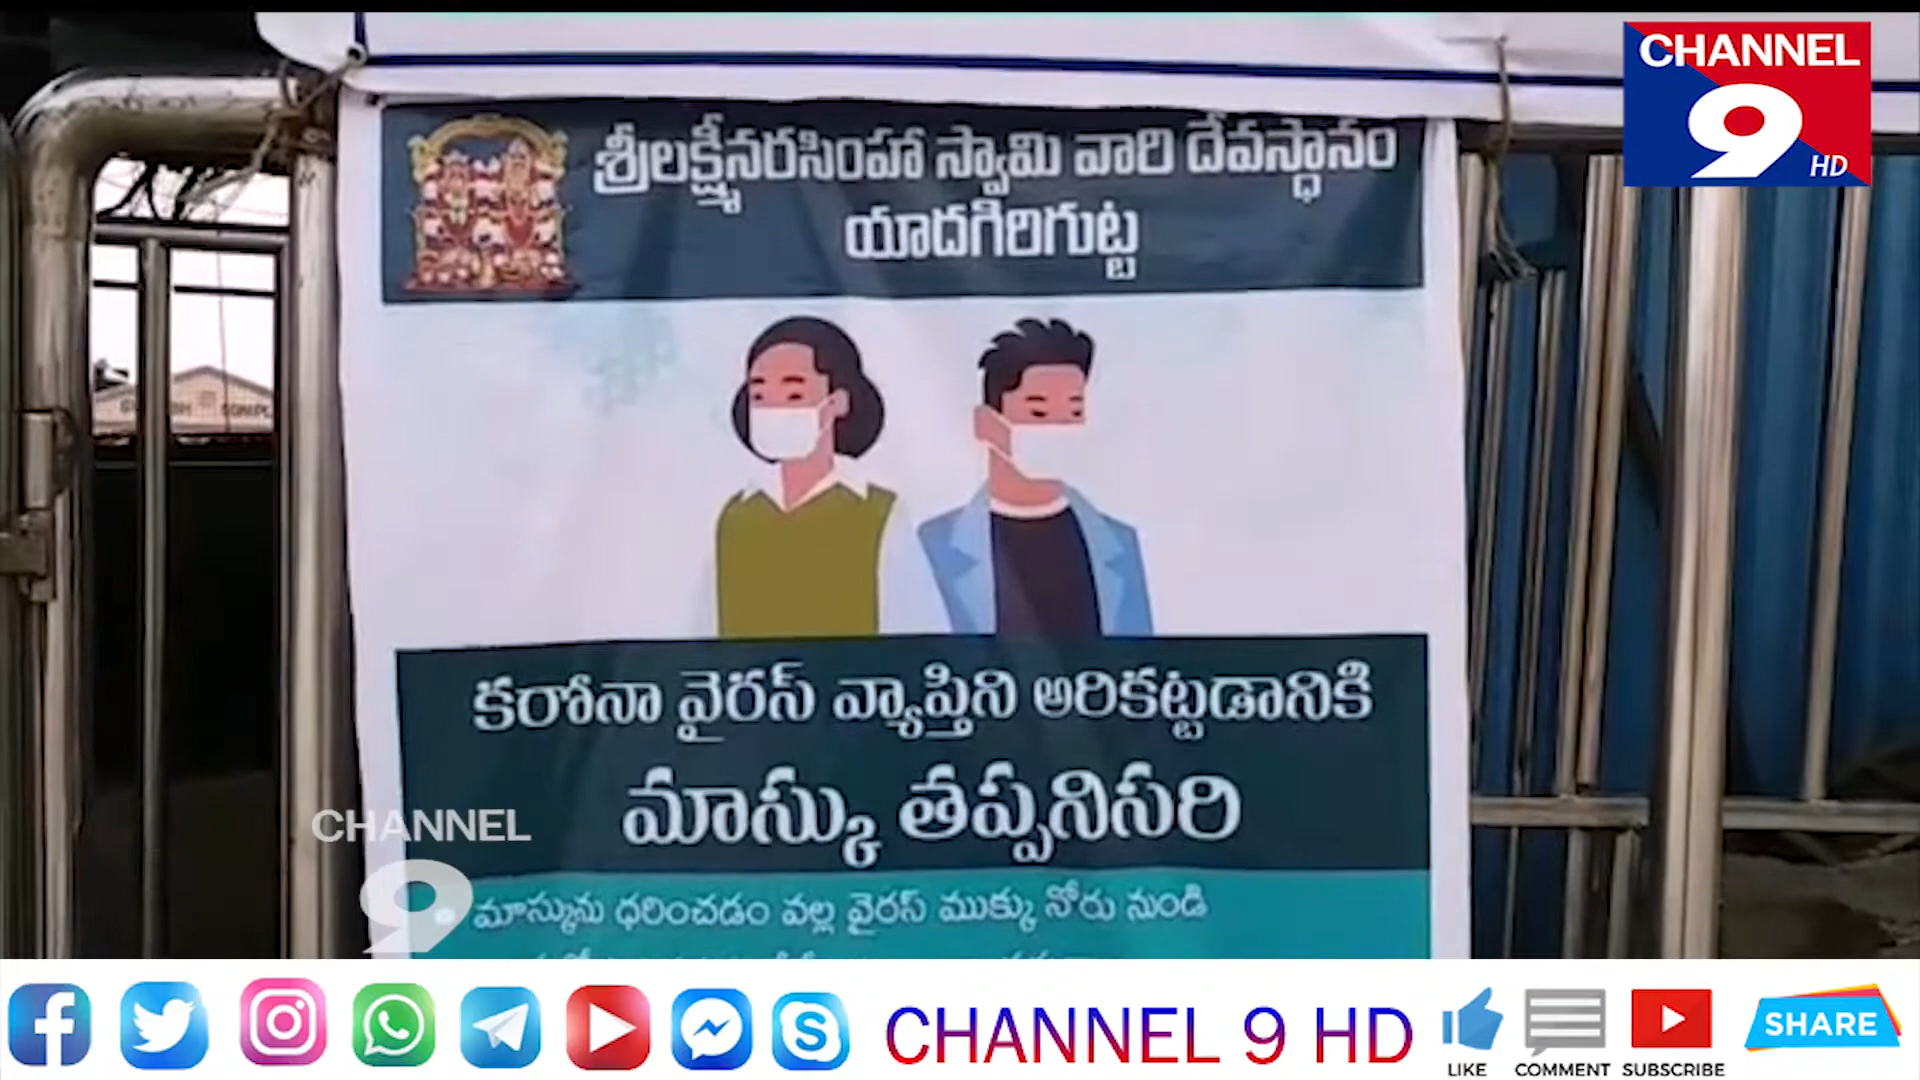 CHANNEL
9
HD
శ్రీలక్ష్మీనరసింహా స్వామి వారి దేవస్థానం
యాదగిరిగుట్ట
కరోనా వైరస్ వ్యాప్తిని అరికట్టడానికి
మాస్కు తప్పనిసరి
CHANNEL
9
మాస్కును ధరించడం వల్ల వైరస్ ముక్కు నోరు నుండి
CHANNEL 9 HD
LIKE
COMMENT
SUBSCRIBE
SHARE